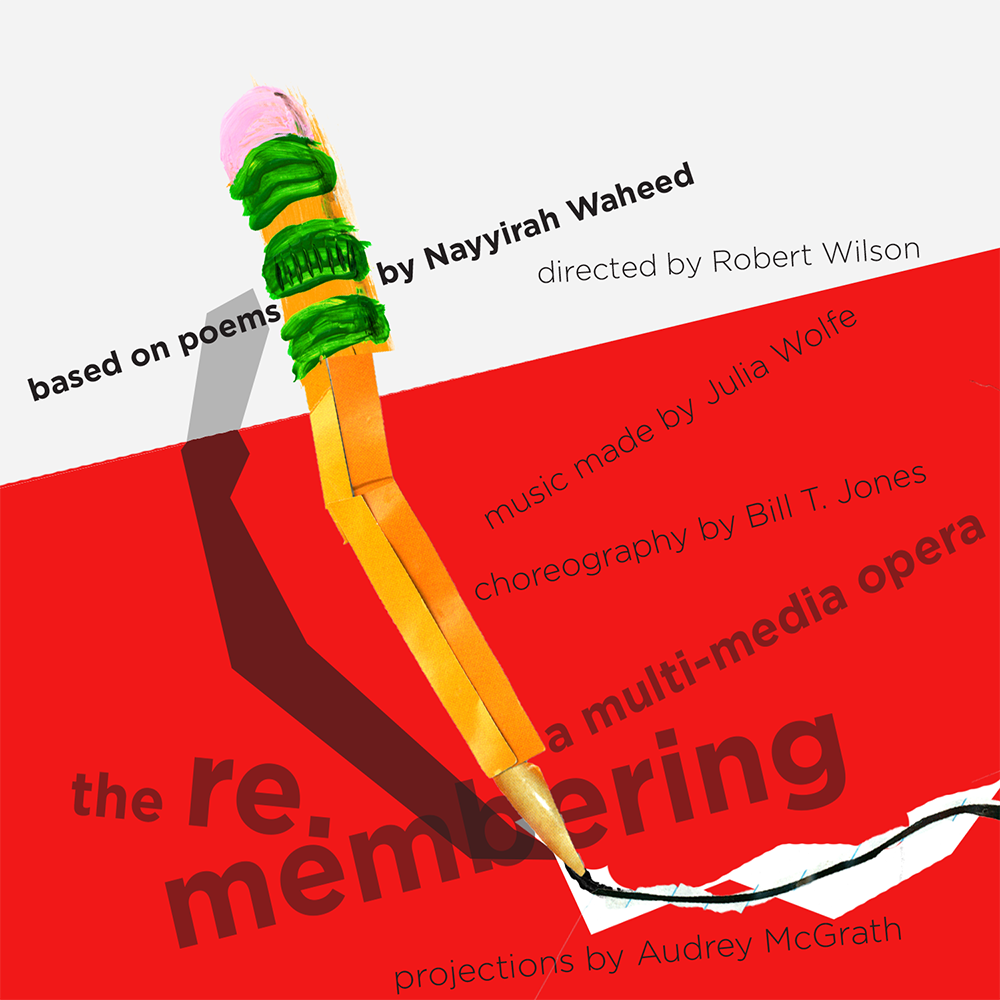 based on poems by Nayyirah Waheed
directed by Robert Wilson
music made by Julia Wolfe
choreography by Bill T. Jones
a multi-media opera
the re.
membering
projections by Audrey McGrath